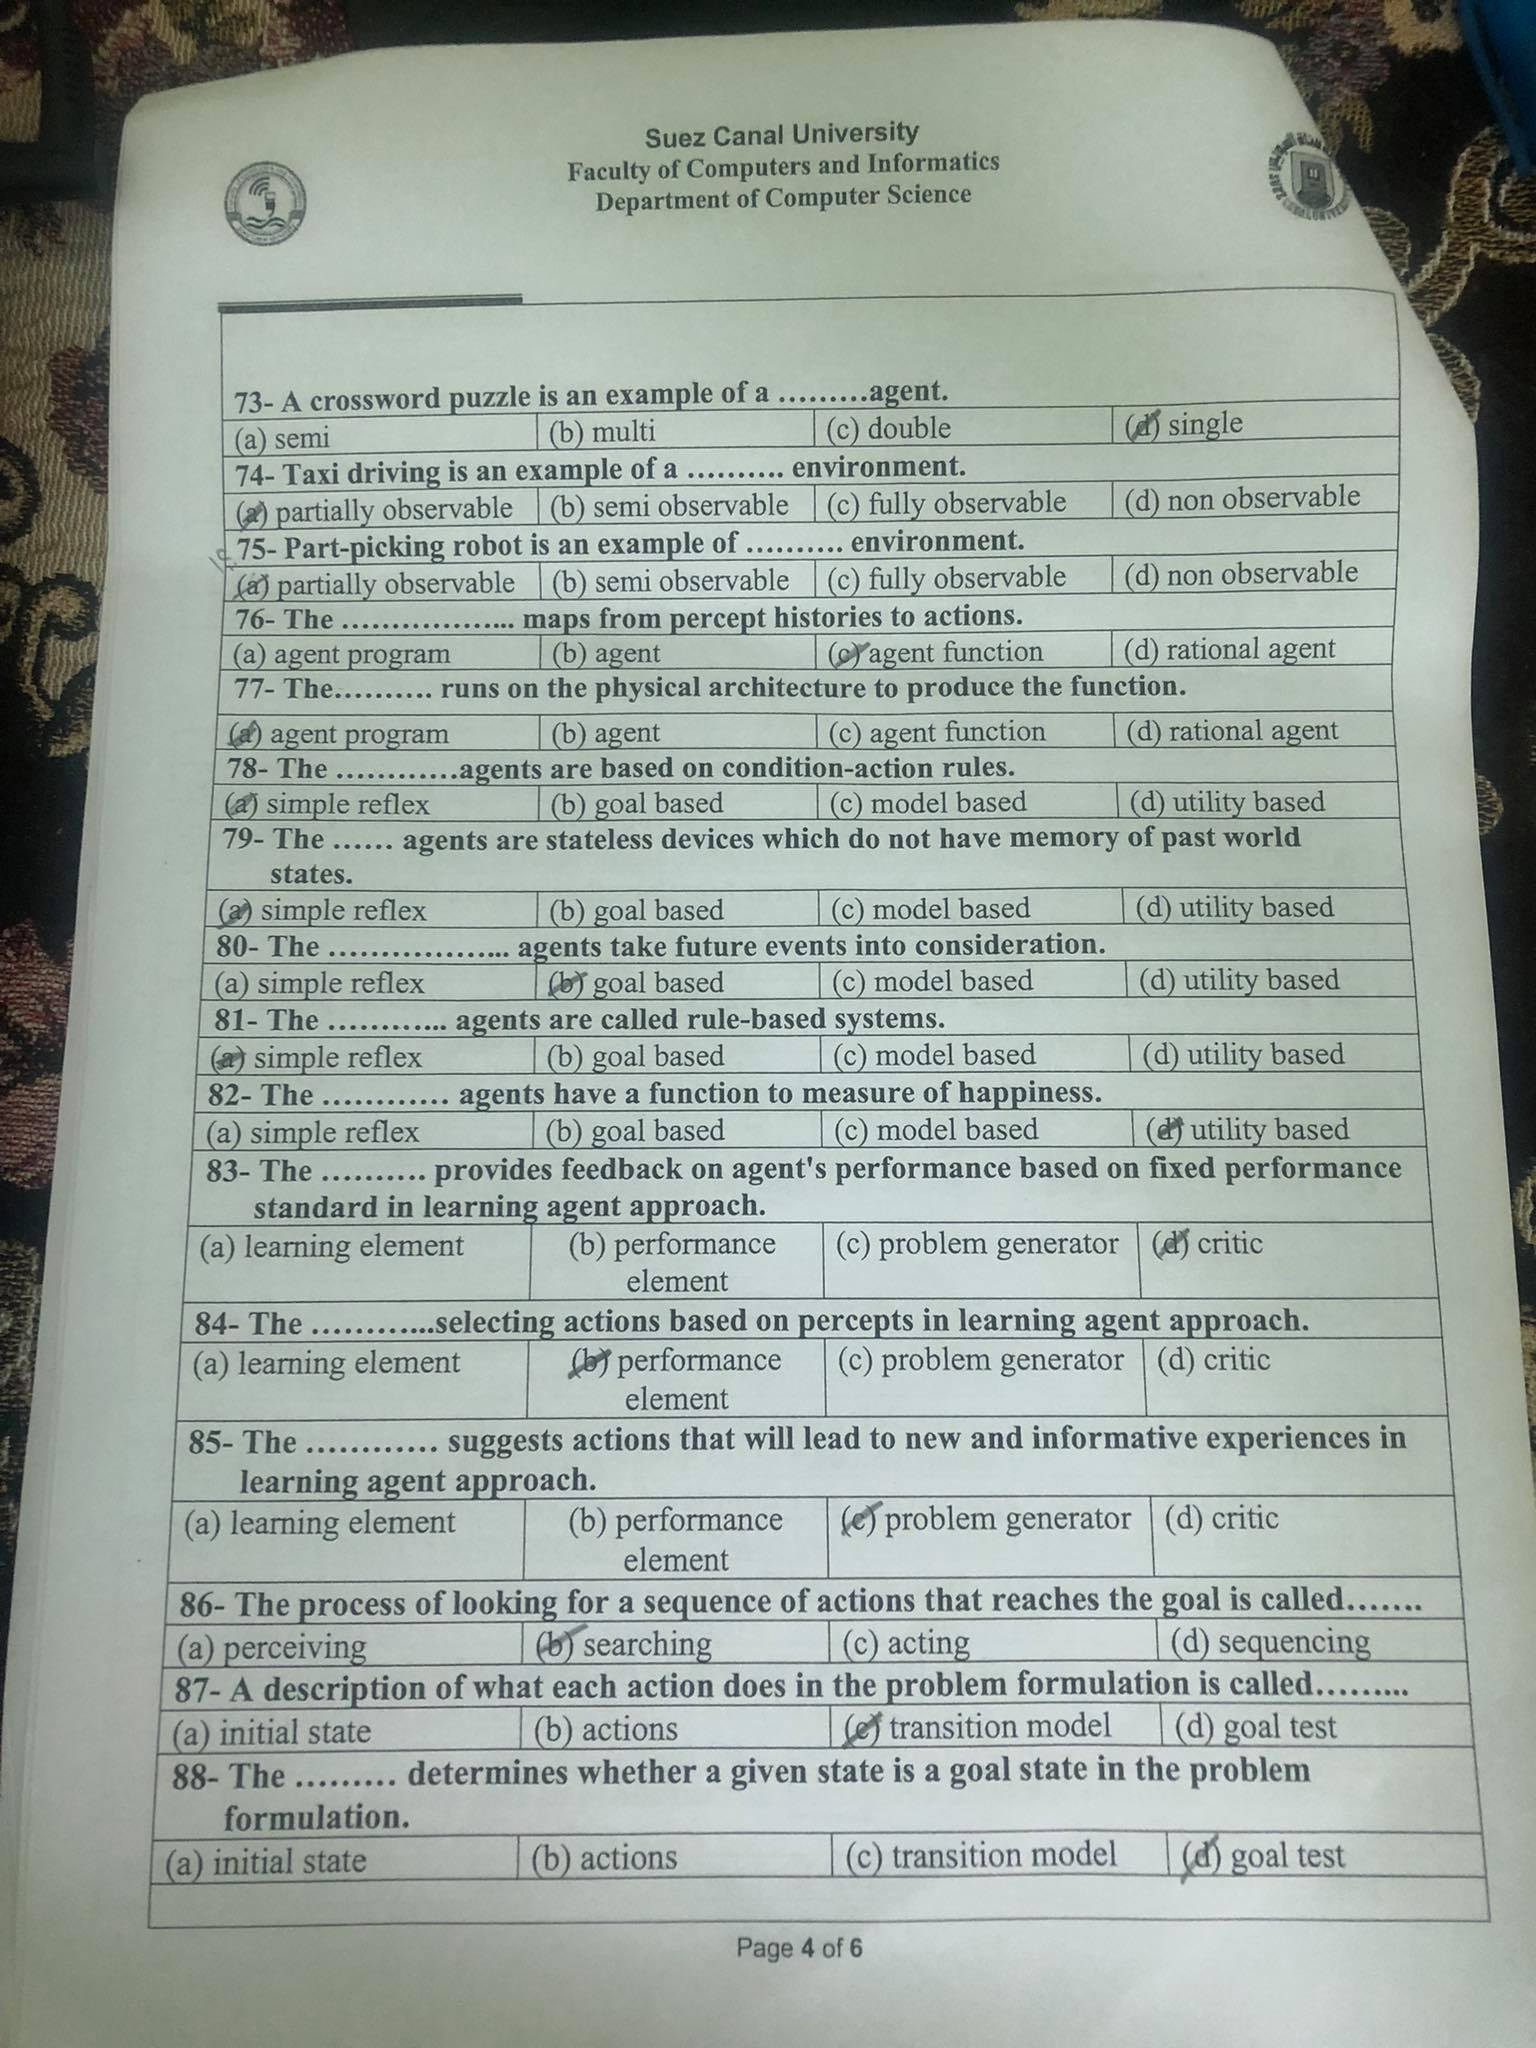 Suez Canal University
Faculty of Computers and Informatics
Department of Computer Science
73- A crossword puzzle is an example of a .........agent.
(a) semi (b) multi (c) double (d) single
74- Taxi driving is an example of a .......... environment.
(a) partially observable (b) semi observable (c) fully observable (d) non observable
75- Part-picking robot is an example of .......... environment.
(a) partially observable (b) semi observable (c) fully observable (d) non observable
76- The .................. maps from percept histories to actions.
(a) agent program (b) agent (c) agent function (d) rational agent
77- The.......... runs on the physical architecture to produce the function.
(a) agent program (b) agent (c) agent function (d) rational agent
78- The ............agents are based on condition-action rules.
(a) simple reflex (b) goal based (c) model based (d) utility based
79- The ...... agents are stateless devices which do not have memory of past world
states.
(a) simple reflex (b) goal based (c) model based (d) utility based
80- The .................. agents take future events into consideration.
(a) simple reflex (b) goal based (c) model based (d) utility based
81- The ............ agents are called rule-based systems.
(a) simple reflex (b) goal based (c) model based (d) utility based
82- The ............ agents have a function to measure of happiness.
(a) simple reflex (b) goal based (c) model based (d) utility based
83- The .......... provides feedback on agent's performance based on fixed performance
standard in learning agent approach.
(a) learning element (b) performance (c) problem generator (d) critic
element
84- The ............selecting actions based on percepts in learning agent approach.
(a) learning element (b) performance (c) problem generator (d) critic
element
85- The ............ suggests actions that will lead to new and informative experiences in
learning agent approach.
(a) learning element (b) performance (c) problem generator (d) critic
element
86- The process of looking for a sequence of actions that reaches the goal is called.......
(a) perceiving (b) searching (c) acting (d) sequencing
87- A description of what each action does in the problem formulation is called.........
(a) initial state (b) actions (c) transition model (d) goal test
88- The ......... determines whether a given state is a goal state in the problem
formulation.
(a) initial state (b) actions (c) transition model (d) goal test
Page 4 of 6